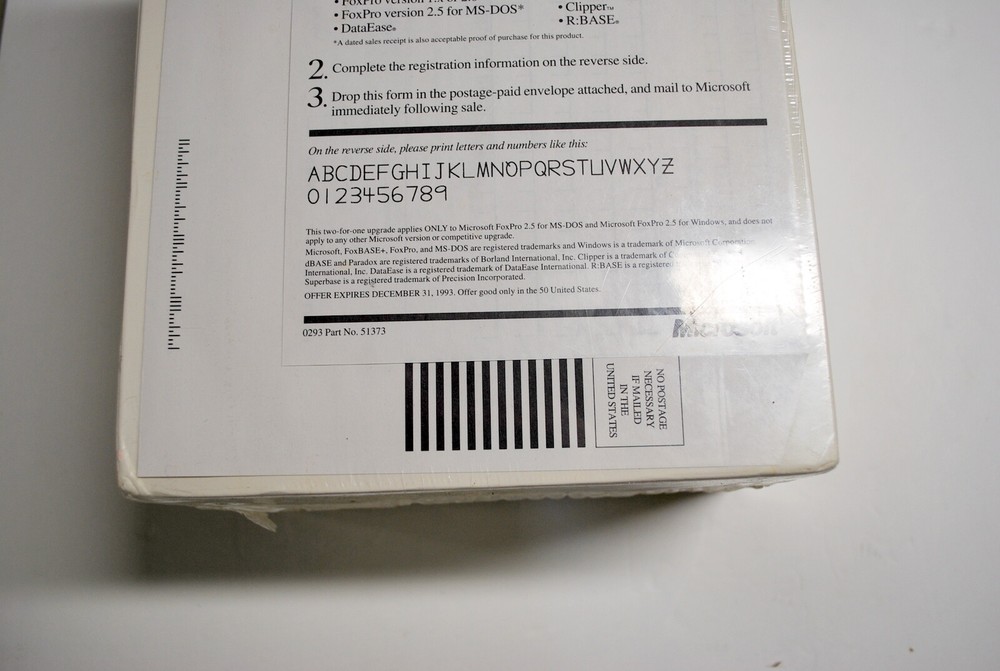 • FoxPro version
• FoxPro version 2.5 for MS-DOS*
• DataEase®
• Clipper™
• R:BASE®
*A dated sales receipt is also acceptable proof of purchase for this product.
2. Complete the registration information on the reverse side.
3. Drop this form in the postage-paid envelope attached, and mail to Microsoft
immediately following sale.
On the reverse side, please print letters and numbers like this:
ABCDEFGHIJKLMNOPQRSTUVWXYZ
0123456789
This two-for-one upgrade applies ONLY to Microsoft FoxPro 2.5 for MS-DOS and Microsoft FoxPro 2.5 for Windows, and does not
apply to any other Microsoft version or competitive upgrade.
Microsoft, FoxBASE+, FoxPro, and MS-DOS are registered trademarks and Windows is a trademark of Microsoft Corporation.
dBASE and Paradox are registered trademarks of Borland International, Inc. Clipper is a trademark of
International, Inc. DataEase is a registered trademark of DataEase International. R:BASE is a registered
Superbase is a registered trademark of Precision Incorporated.
OFFER EXPIRES DECEMBER 31, 1993. Offer good only in the 50 United States.
0293 Part No. 51373
Microsoft
NO POSTAGE
NECESSARY
IF MAILED
IN THE
UNITED STATES